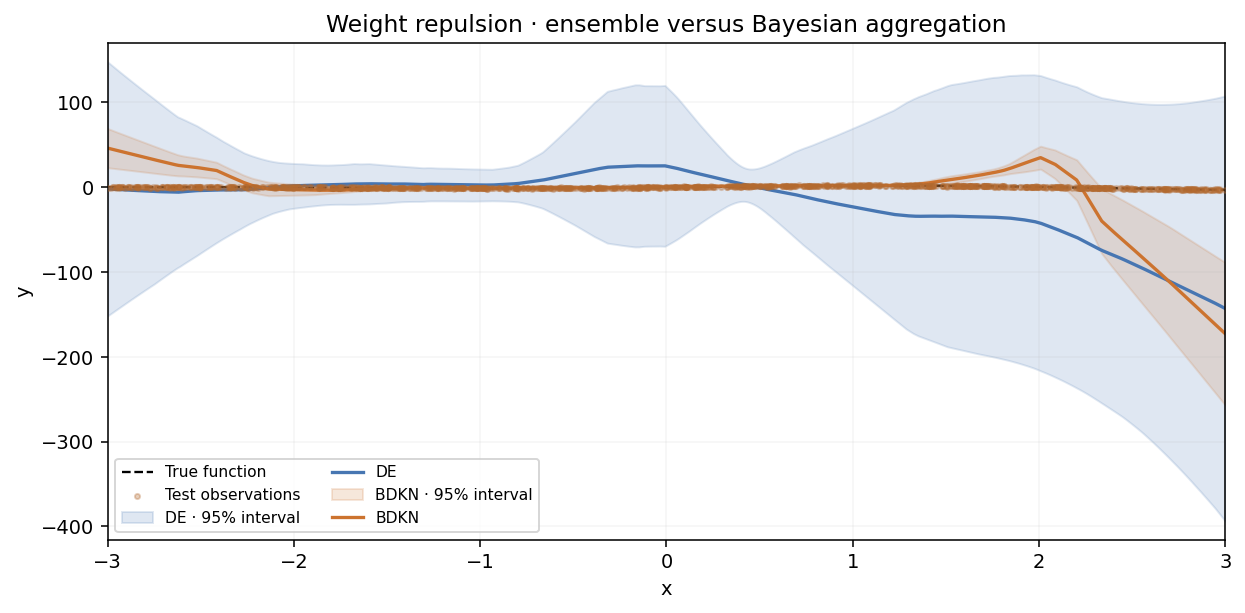 Weight repulsion · ensemble versus Bayesian aggregation
y
100
0
−100
−200
−300
−400
True function
Test observations
DE · 95% interval
DE
BDKN · 95% interval
BDKN
−3 −2 −1 0 1 2 3
x